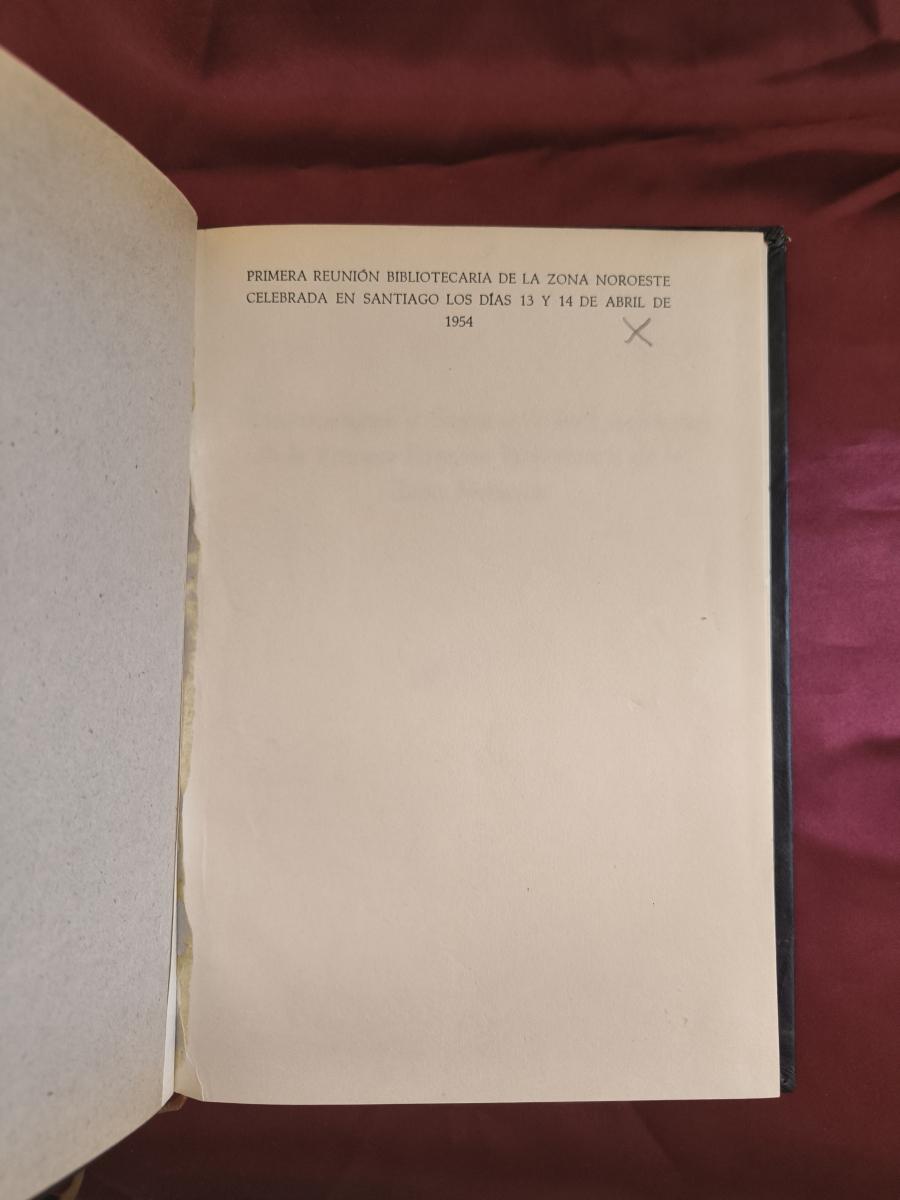 PRIMERA REUNIÓN BIBLIOTECARIA DE LA ZONA NOROESTE
CELEBRADA EN SANTIAGO LOS DÍAS 13 Y 14 DE ABRIL DE
1954